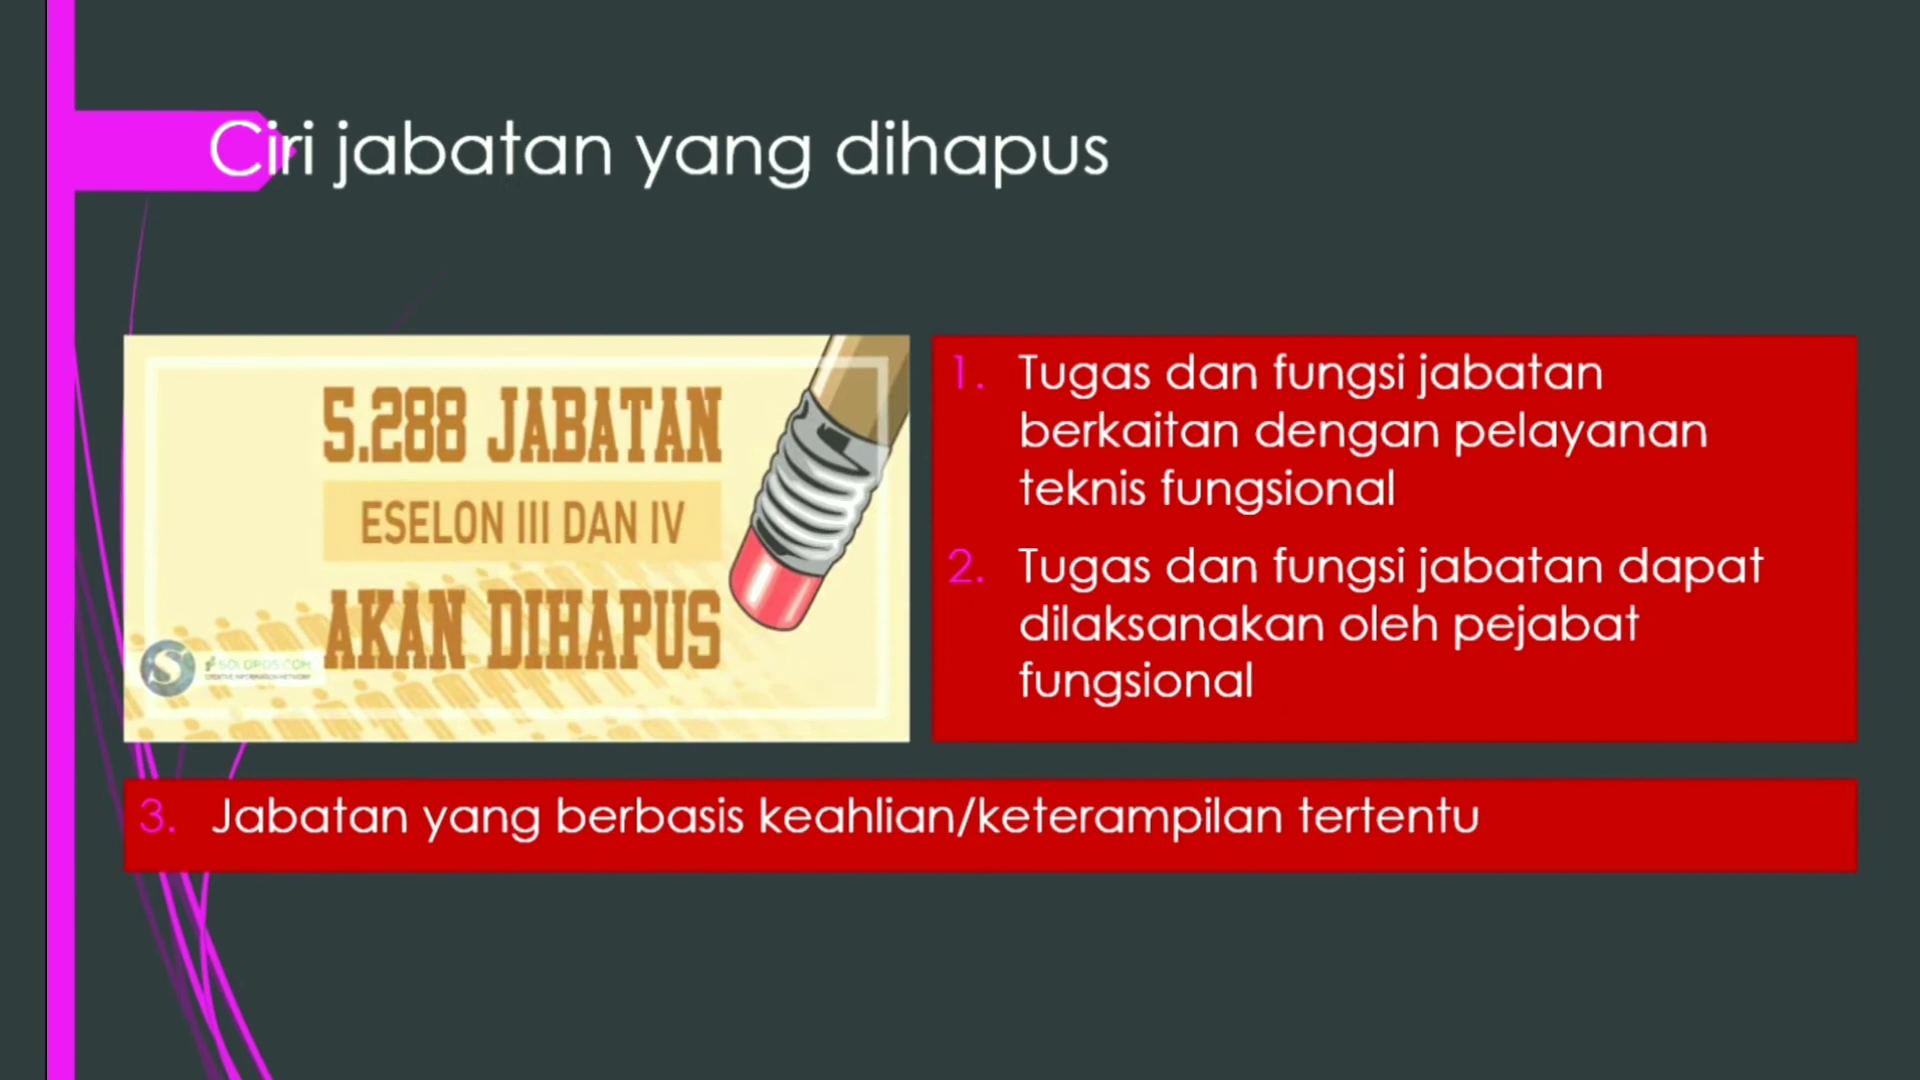 Ciri jabatan yang dihapus
5.288 JABATAN
ESELON III DAN IV
AKAN DIHAPUS
SOLOPOS.COM
1. Tugas dan fungsi jabatan
berkaitan dengan pelayanan
teknis fungsional
2. Tugas dan fungsi jabatan dapat
dilaksanakan oleh pejabat
fungsional
3. Jabatan yang berbasis keahlian/keterampilan tertentu